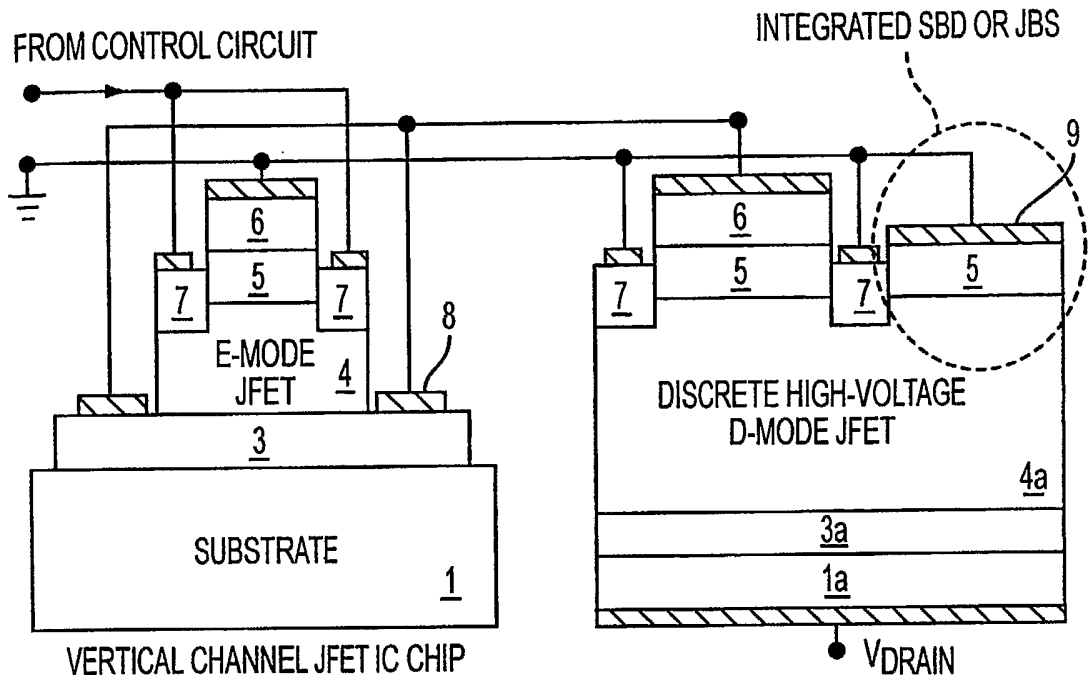 FROM CONTROL CIRCUIT
INTEGRATED SBD OR JBS
9
6
5
7
7
E-MODE
JFET
4
8
3
SUBSTRATE
1
VERTICAL CHANNEL JFET IC CHIP
6
5
7
7
5
DISCRETE HIGH-VOLTAGE
D-MODE JFET
4a
3a
1a
VDRAIN